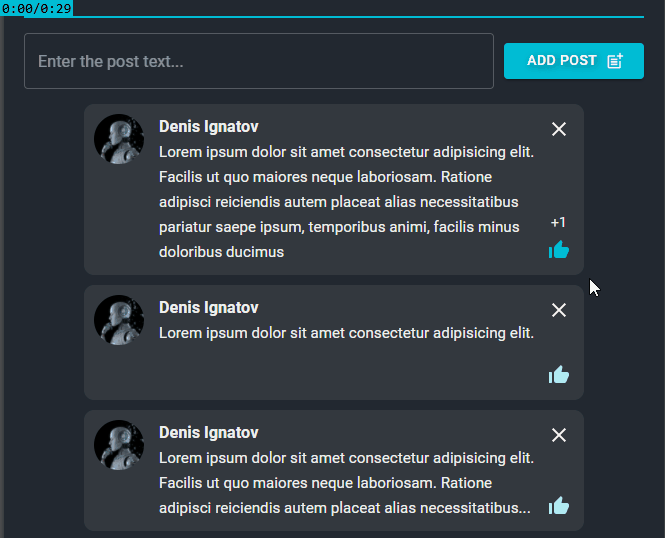 0:00/0:29
Enter the post text...
ADD POST
Denis Ignatov
Lorem ipsum dolor sit amet consectetur adipisicing elit.
Facilis ut quo maiores neque laboriosam. Ratione
adipisci reiciendis autem placeat alias necessitatibus
pariatur saepe ipsum, temporibus animi, facilis minus
doloribus ducimus
+1
Denis Ignatov
Lorem ipsum dolor sit amet consectetur adipisicing elit.
Denis Ignatov
Lorem ipsum dolor sit amet consectetur adipisicing elit.
Facilis ut quo maiores neque laboriosam. Ratione
adipisci reiciendis autem placeat alias necessitatibus...